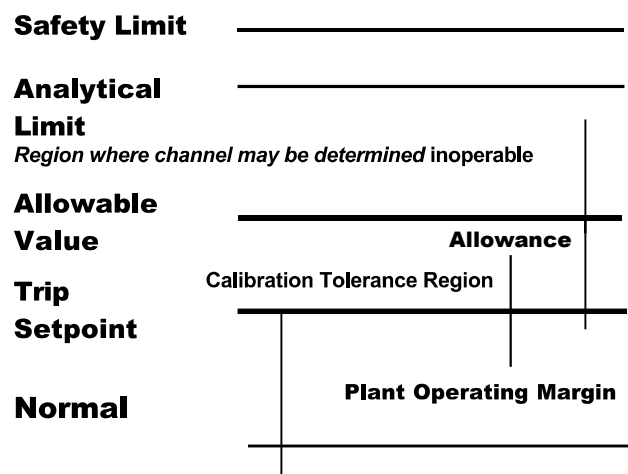 Safety Limit
Analytical
Limit
Region where channel may be determined inoperable
Allowable
Value
Allowance
Calibration Tolerance Region
Trip
Setpoint
Plant Operating Margin
Normal